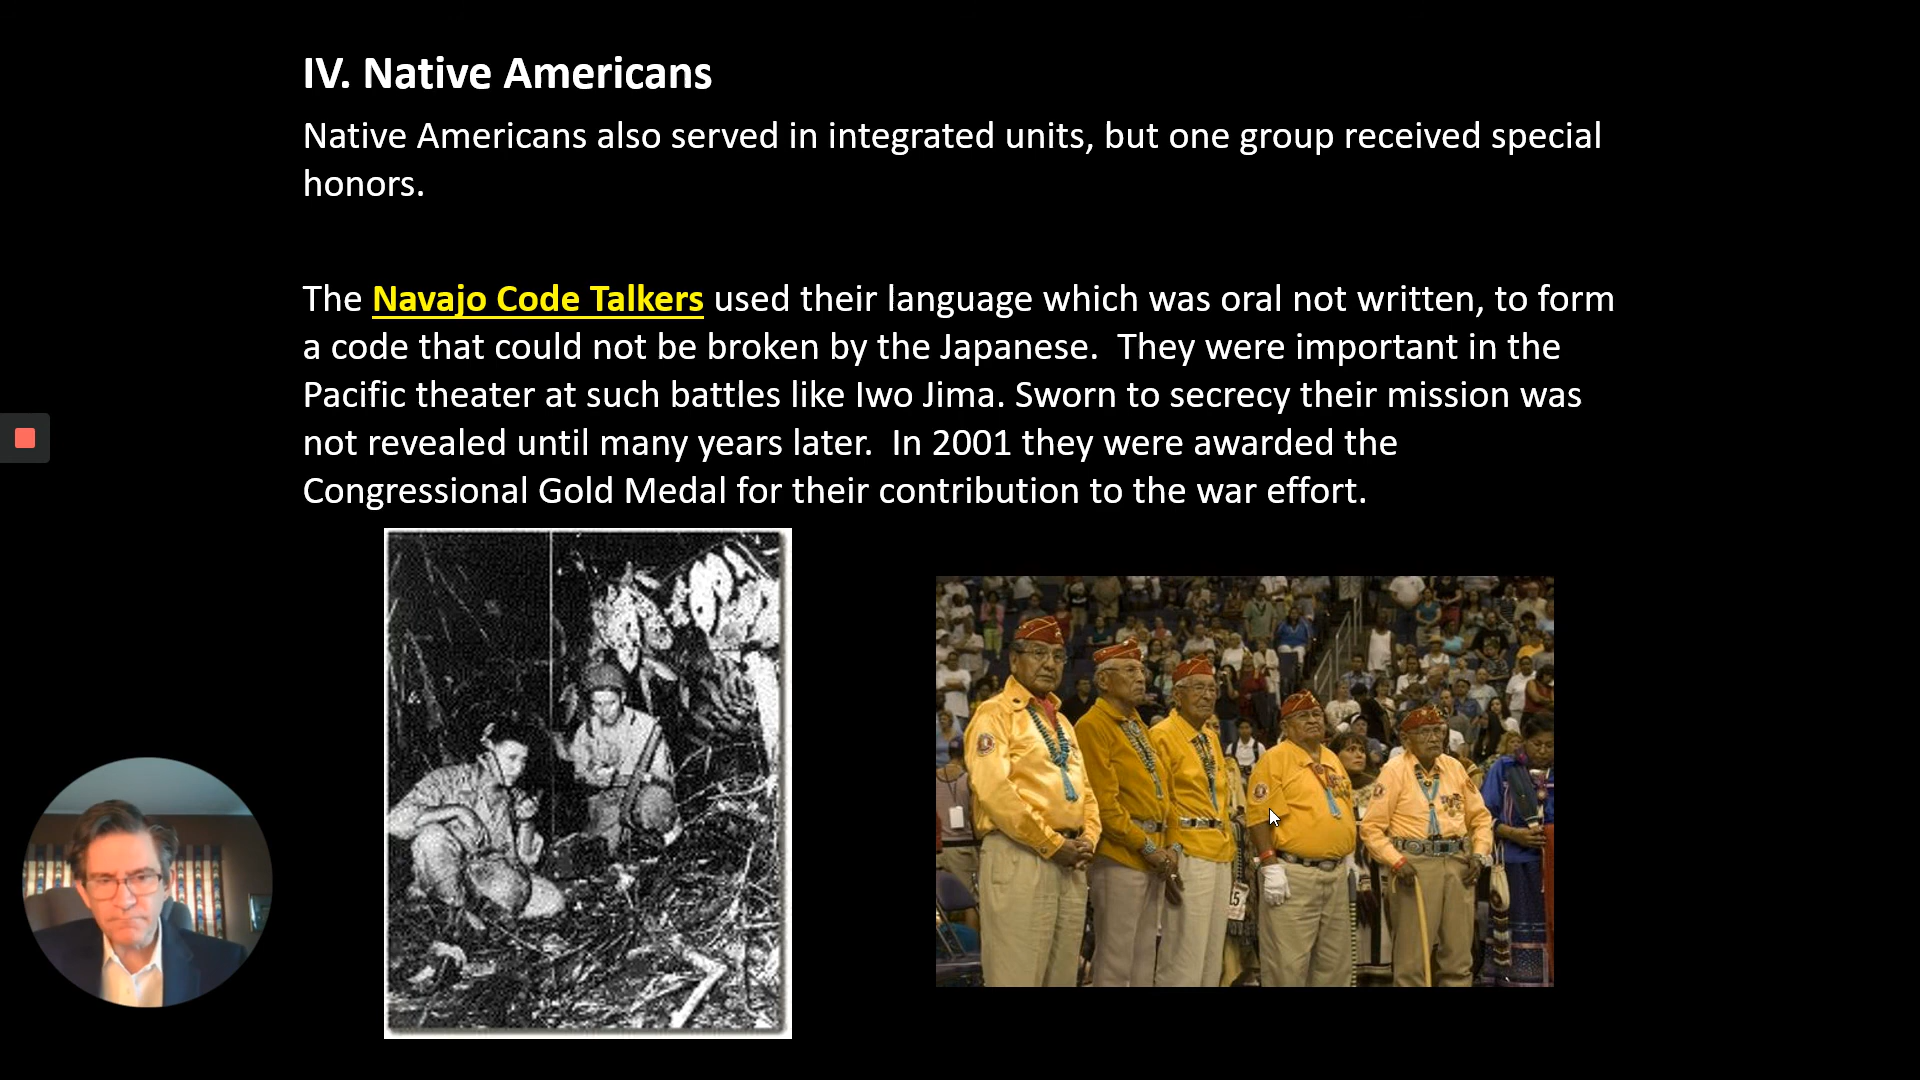 IV. Native Americans
Native Americans also served in integrated units, but one group received special
honors.
The Navajo Code Talkers used their language which was oral not written, to form
a code that could not be broken by the Japanese.  They were important in the
Pacific theater at such battles like Iwo Jima. Sworn to secrecy their mission was
not revealed until many years later.  In 2001 they were awarded the
Congressional Gold Medal for their contribution to the war effort.